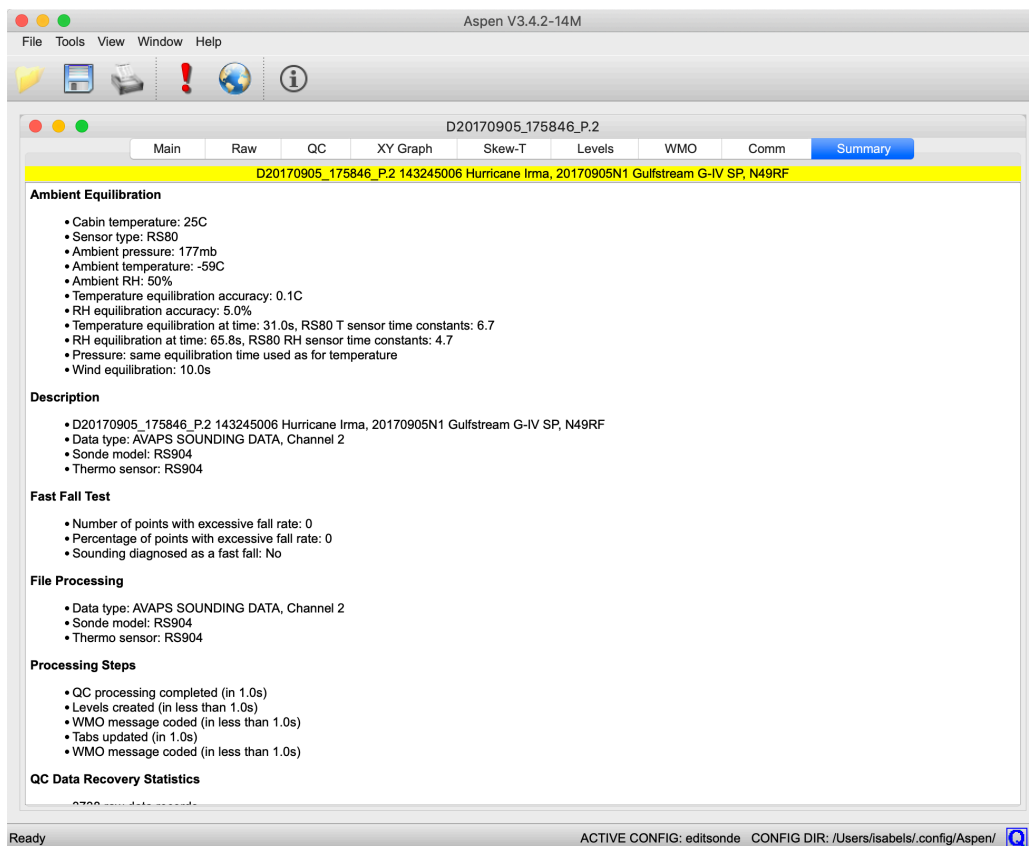 Aspen V3.4.2-14M
File Tools View Window Help
D20170905_175846_P.2
Main Raw QC XY Graph Skew-T Levels WMO Comm Summary
D20170905_175846_P.2 143245006 Hurricane Irma, 20170905N1 Gulfstream G-IV SP, N49RF
Ambient Equilibration
• Cabin temperature: 25C
• Sensor type: RS80
• Ambient pressure: 177mb
• Ambient temperature: -59C
• Ambient RH: 50%
• Temperature equilibration accuracy: 0.1C
• RH equilibration accuracy: 5.0%
• Temperature equilibration at time: 31.0s, RS80 T sensor time constants: 6.7
• RH equilibration at time: 65.8s, RS80 RH sensor time constants: 4.7
• Pressure: same equilibration time used as for temperature
• Wind equilibration: 10.0s
Description
• D20170905_175846_P.2 143245006 Hurricane Irma, 20170905N1 Gulfstream G-IV SP, N49RF
• Data type: AVAPS SOUNDING DATA, Channel 2
• Sonde model: RS904
• Thermo sensor: RS904
Fast Fall Test
• Number of points with excessive fall rate: 0
• Percentage of points with excessive fall rate: 0
• Sounding diagnosed as a fast fall: No
File Processing
• Data type: AVAPS SOUNDING DATA, Channel 2
• Sonde model: RS904
• Thermo sensor: RS904
Processing Steps
• QC processing completed (in 1.0s)
• Levels created (in less than 1.0s)
• WMO message coded (in less than 1.0s)
• Tabs updated (in 1.0s)
• WMO message coded (in less than 1.0s)
QC Data Recovery Statistics
raw data records
Ready ACTIVE CONFIG: editsonde CONFIG DIR: /Users/isabels/.config/Aspen/ Q